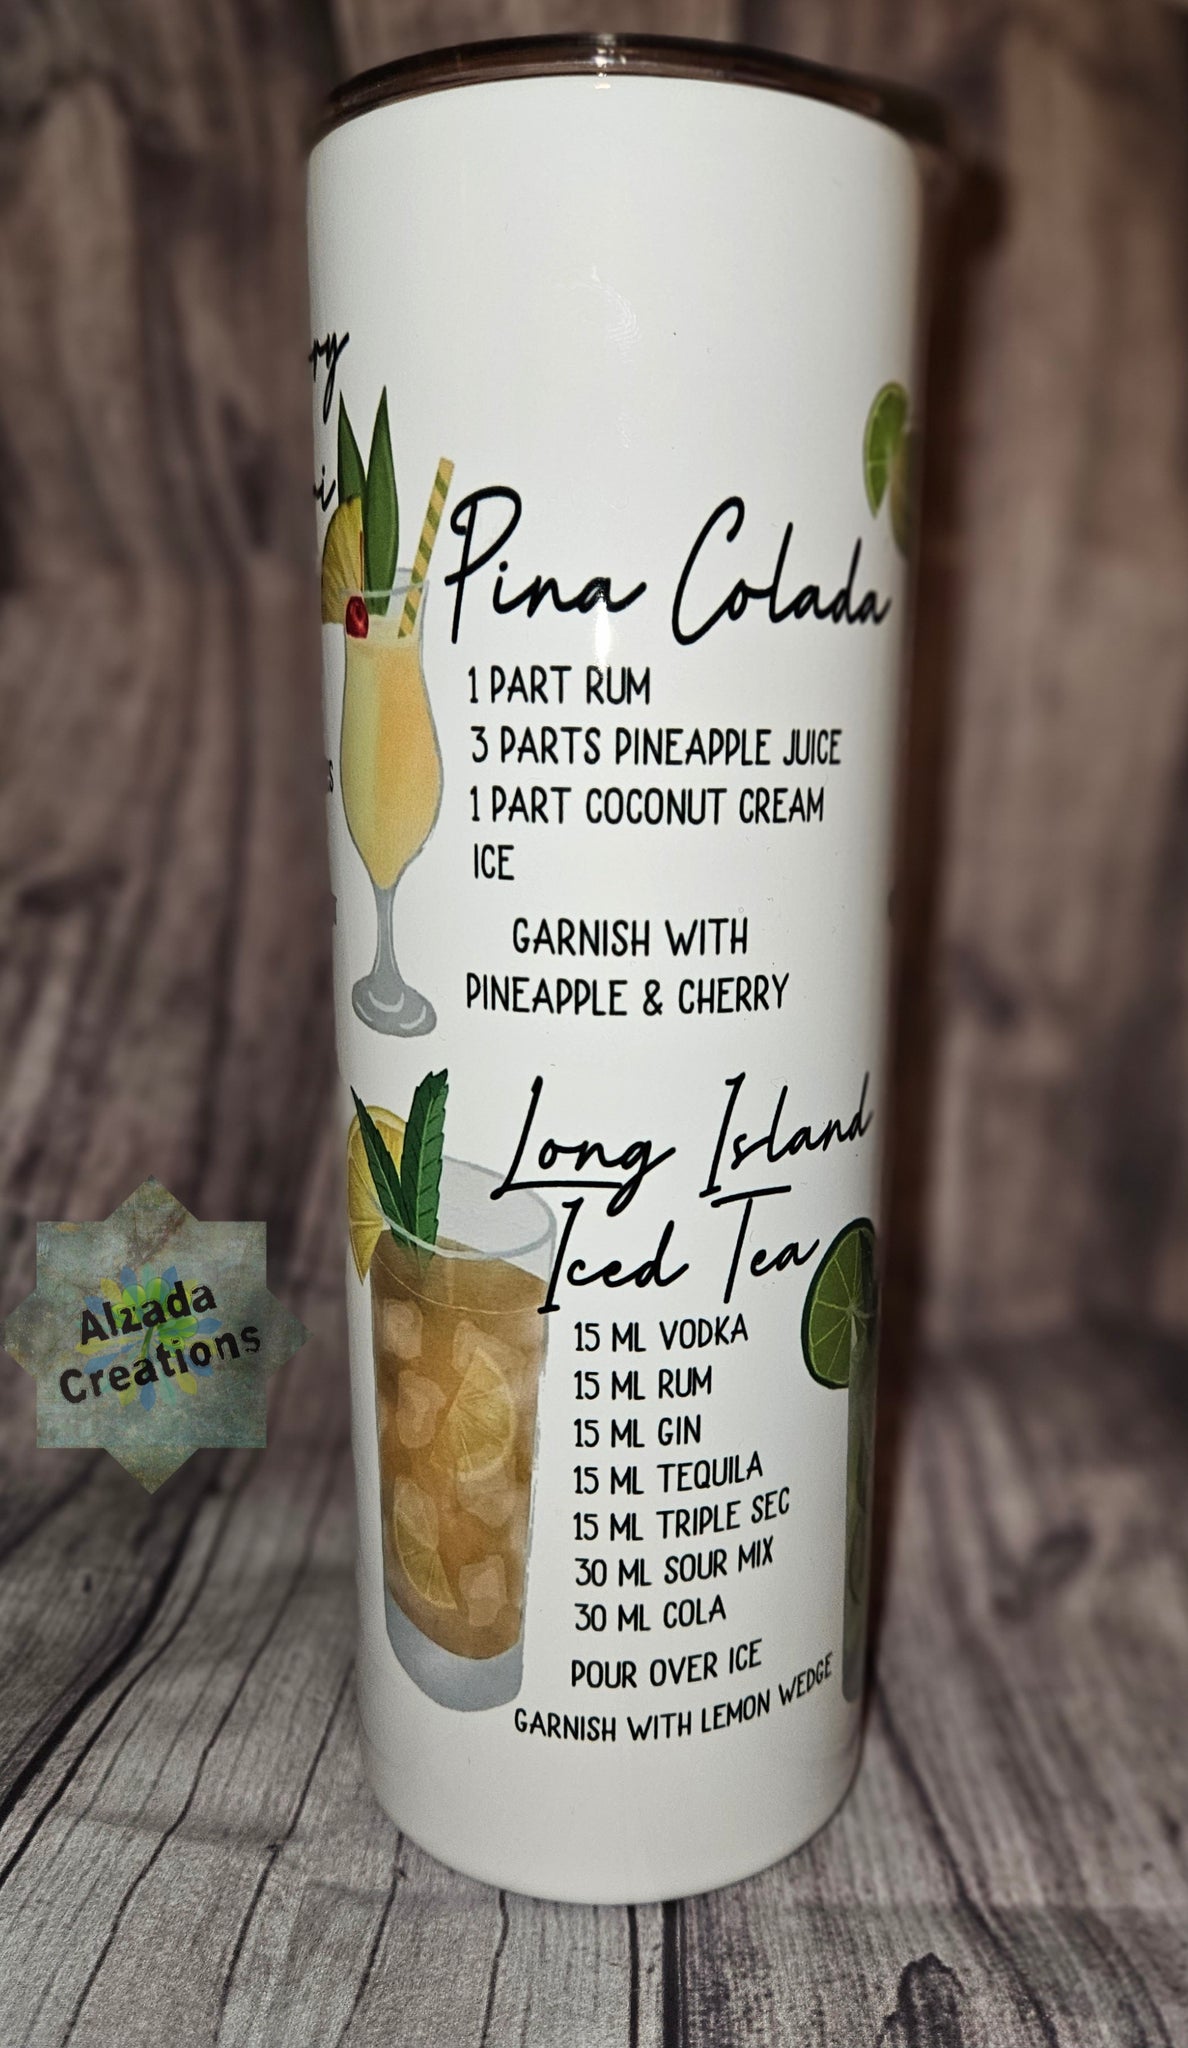 Pina Colada
1 PART RUM
3 PARTS PINEAPPLE JUICE
1 PART COCONUT CREAM
ICE
GARNISH WITH
PINEAPPLE & CHERRY
Long Island
Iced Tea
15 ML VODKA
15 ML RUM
15 ML GIN
15 ML TEQUILA
15 ML TRIPLE SEC
30 ML SOUR MIX
30 ML COLA
POUR OVER ICE
GARNISH WITH LEMON WEDGE
Alzada
Creations